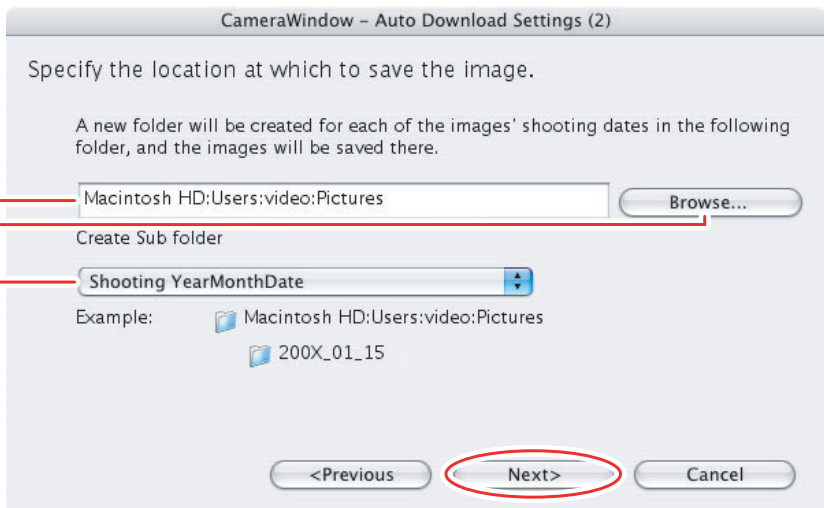 CameraWindow – Auto Download Settings (2)
Specify the location at which to save the image.
A new folder will be created for each of the images' shooting dates in the following
folder, and the images will be saved there.
Macintosh HD:Users:video:Pictures
Browse...
Create Sub folder
Shooting YearMonthDate
Example:
Macintosh HD:Users:video:Pictures
200X_01_15
<Previous
Next>
Cancel